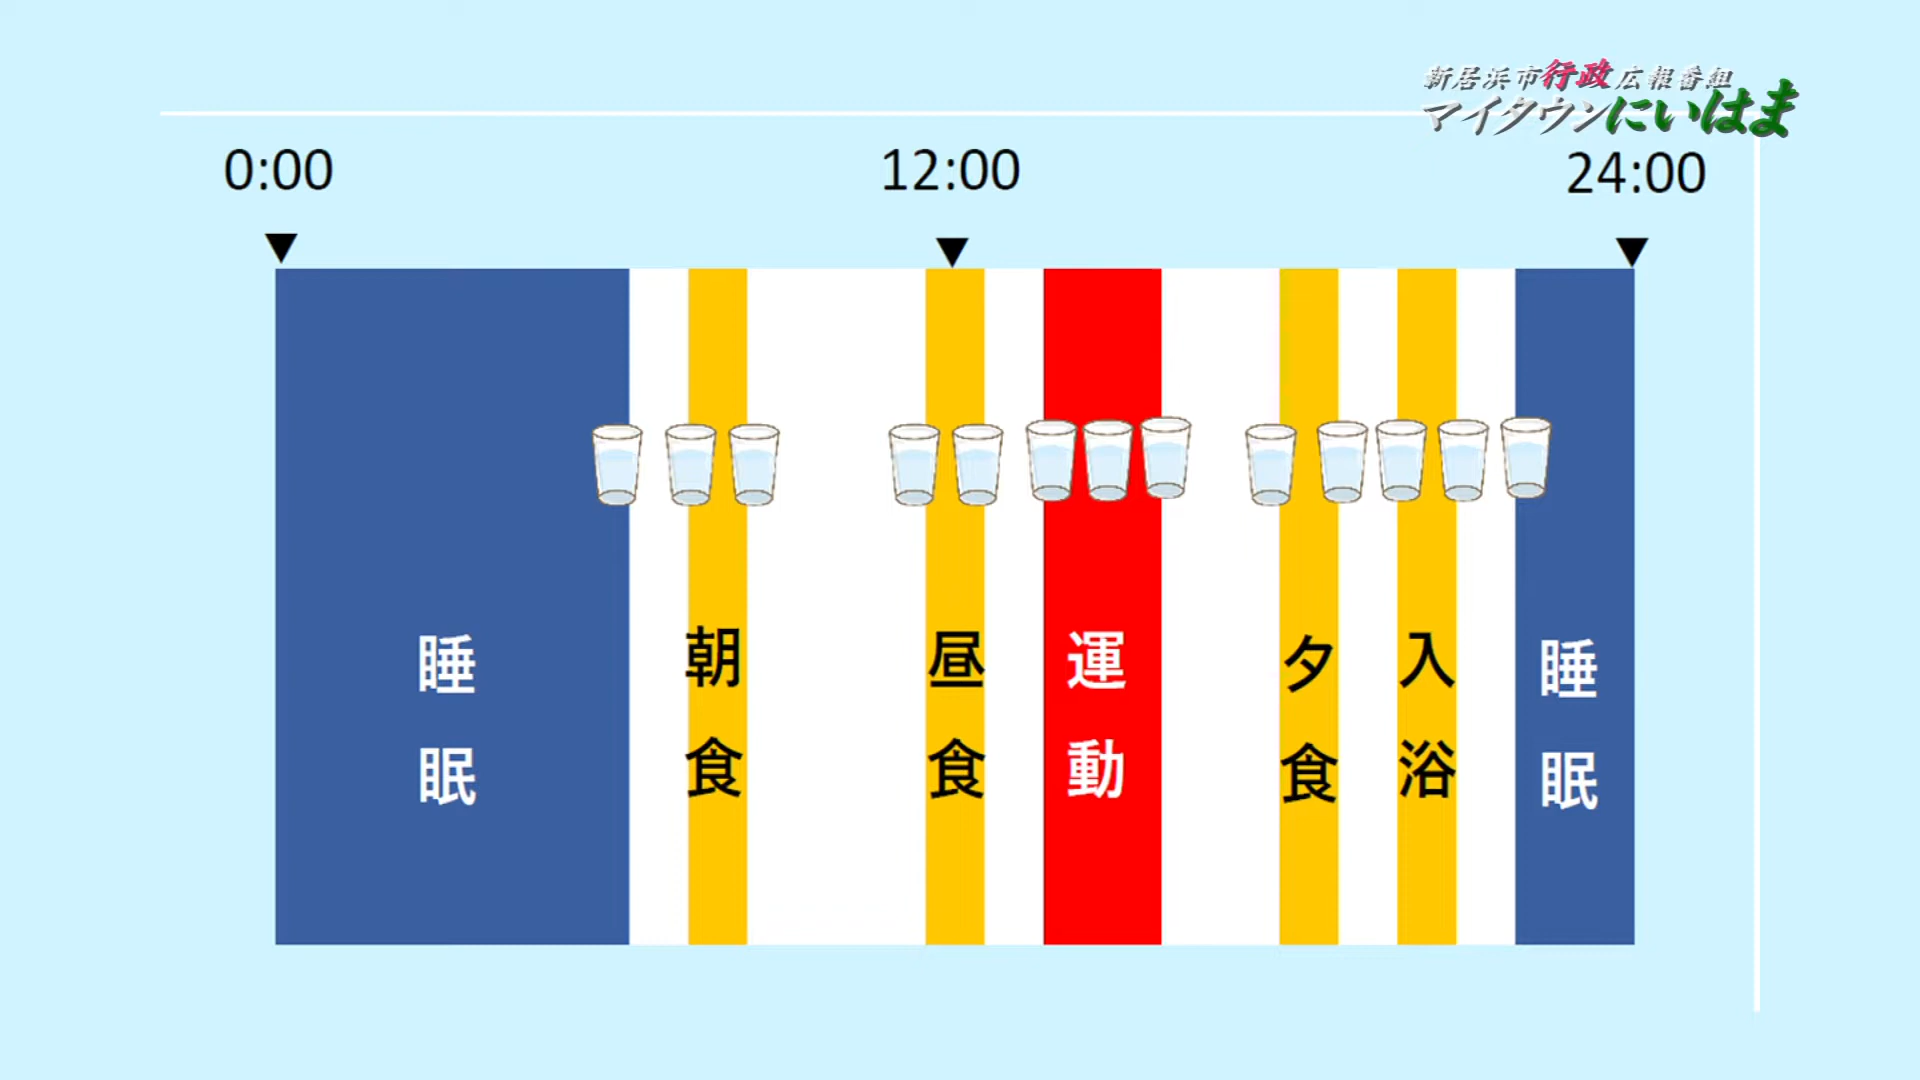 新居浜市行政広報番組
マイタウンにいはま
0:00
12:00
24:00
睡眠
朝食
昼食
運動
夕食
入浴
睡眠